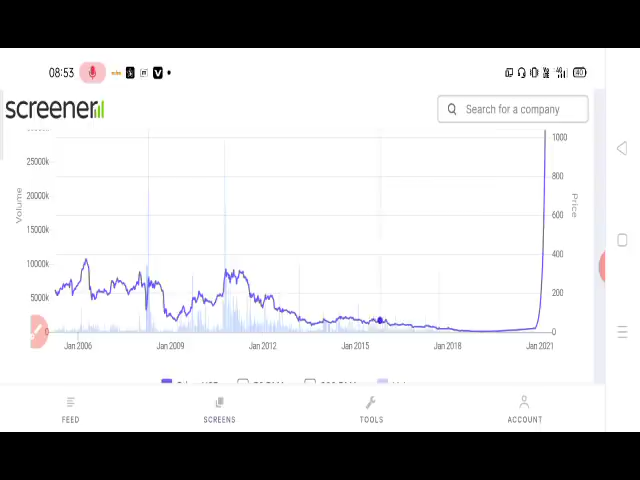 08:53
screener
Search for a company
1000
25000k
800
20000k
Volume
Price
600
15000k
400
10000k
200
5000k
0
0
Jan 2006
Jan 2009
Jan 2012
Jan 2015
Jan 2018
Jan 2021
FEED
SCREENS
TOOLS
ACCOUNT